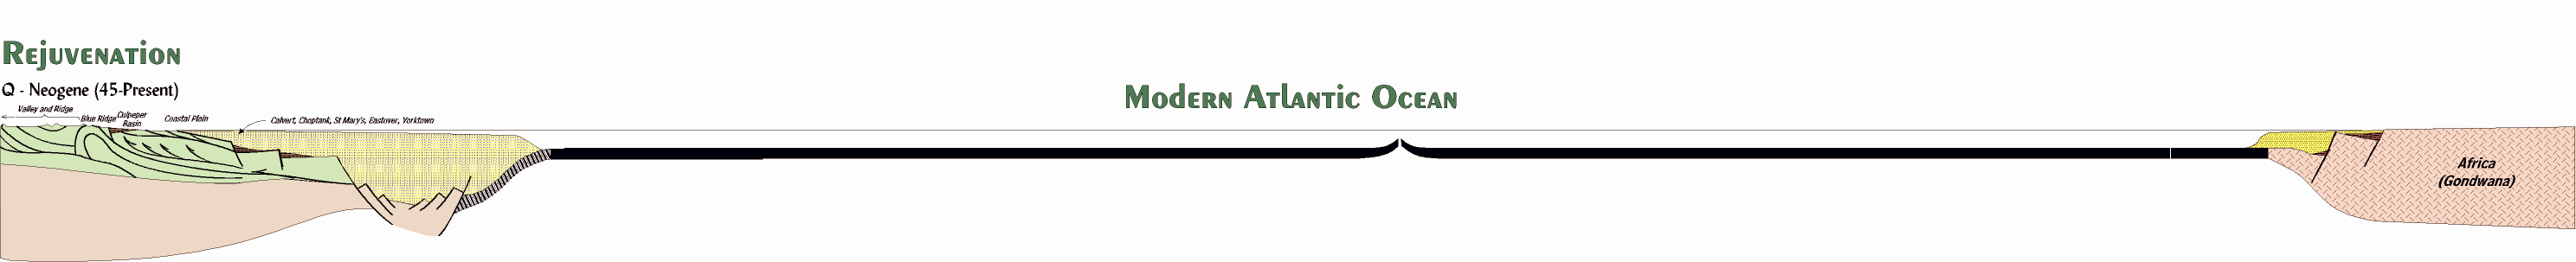 Rejuvenation
Q - Neogene (45-Present)
Modern Atlantic Ocean
Valley and Ridge
Blue Ridge
Culpeper
Basin
Coastal Plain
Calvert, Choptank, St Mary's, Eastover, Yorktown
Africa
(Gondwana)